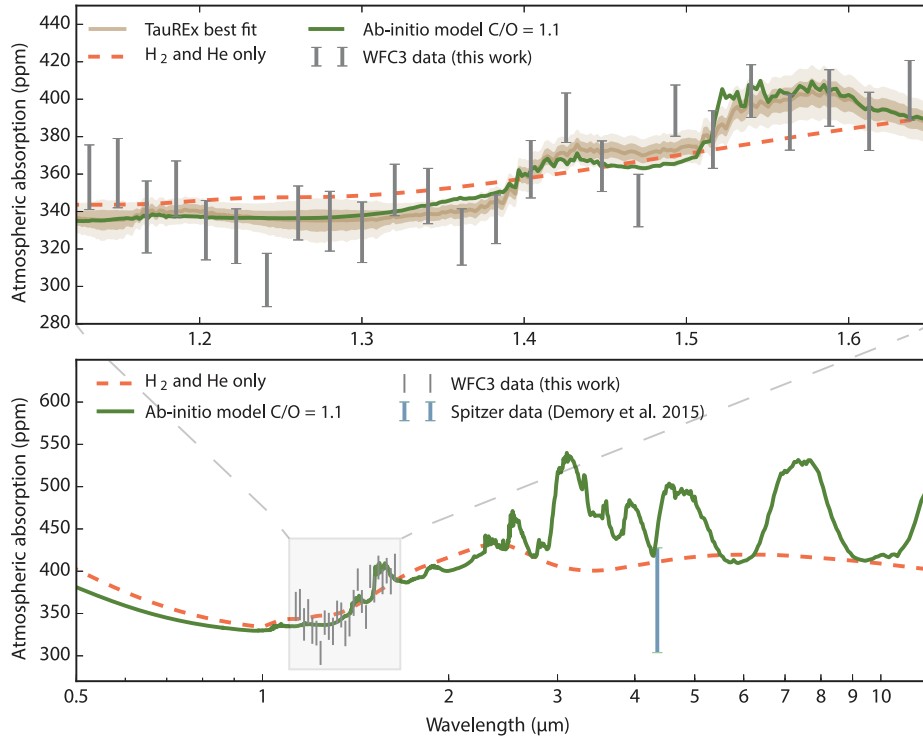 TauREx best fit
Ab-initio model C/O = 1.1
H2 and He only
WFC3 data (this work)
Atmospheric absorption (ppm)
450
420
400
380
360
340
320
300
280
1.2
1.3
1.4
1.5
1.6
H2 and He only
WFC3 data (this work)
Ab-initio model C/O = 1.1
Spitzer data (Demory et al. 2015)
Atmospheric absorption (ppm)
600
550
500
450
400
350
300
0.5
1
2
3
4
5
6
7
8
9
10
Wavelength (μm)